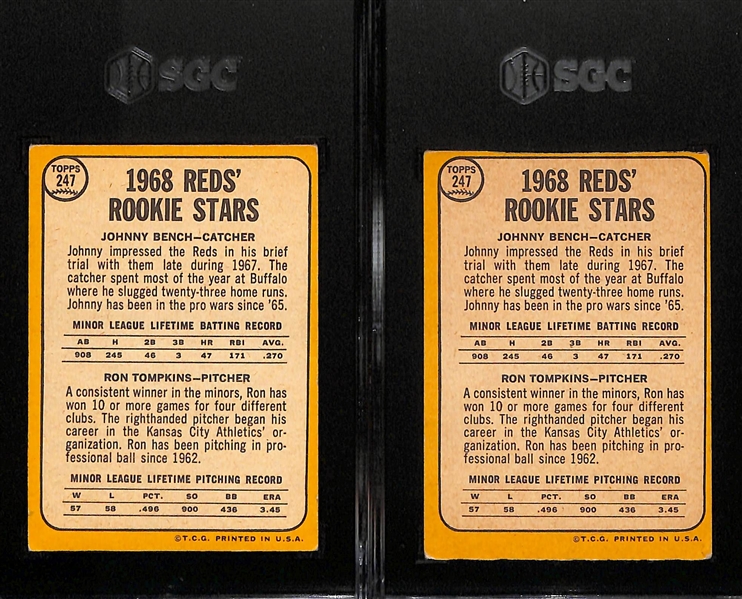 SGC
TOPPS
247
1968 REDS'
ROOKIE STARS
JOHNNY BENCH—CATCHER
Johnny impressed the Reds in his brief
trial with them late during 1967. The
catcher spent most of the year at Buffalo
where he slugged twenty-three home runs.
Johnny has been in the pro wars since '65.
MINOR LEAGUE LIFETIME BATTING RECORD
AB H 2B 3B HR RBI AVG.
908 245 46 3 47 171 .270
RON TOMPKINS—PITCHER
A consistent winner in the minors, Ron has
won 10 or more games for four different
clubs. The righthanded pitcher began his
career in the Kansas City Athletics' or-
ganization. Ron has been pitching in pro-
fessional ball since 1962.
MINOR LEAGUE LIFETIME PITCHING RECORD
W L PCT. SO BB ERA
57 58 .496 900 436 3.45
©T.C.G. PRINTED IN U.S.A.
SGC
TOPPS
247
1968 REDS'
ROOKIE STARS
JOHNNY BENCH—CATCHER
Johnny impressed the Reds in his brief
trial with them late during 1967. The
catcher spent most of the year at Buffalo
where he slugged twenty-three home runs.
Johnny has been in the pro wars since '65.
MINOR LEAGUE LIFETIME BATTING RECORD
AB H 2B 3B HR RBI AVG.
908 245 46 3 47 171 .270
RON TOMPKINS—PITCHER
A consistent winner in the minors, Ron has
won 10 or more games for four different
clubs. The righthanded pitcher began his
career in the Kansas City Athletics' or-
ganization. Ron has been pitching in pro-
fessional ball since 1962.
MINOR LEAGUE LIFETIME PITCHING RECORD
W L PCT. SO BB ERA
57 58 .496 900 436 3.45
©T.C.G. PRINTED IN U.S.A.